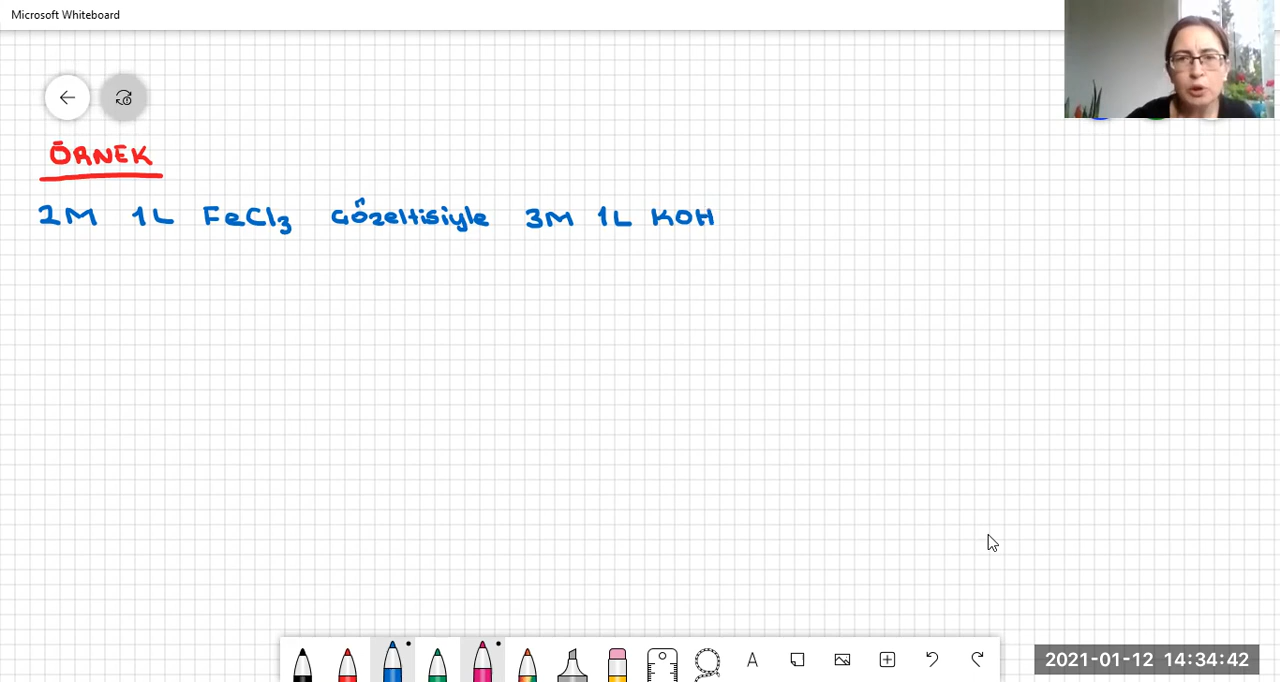 Microsoft Whiteboard
ÖRNEK
2M 1L FeCl3 çözeltisiyle 3M 1L KOH
A
2021-01-12 14:34:42